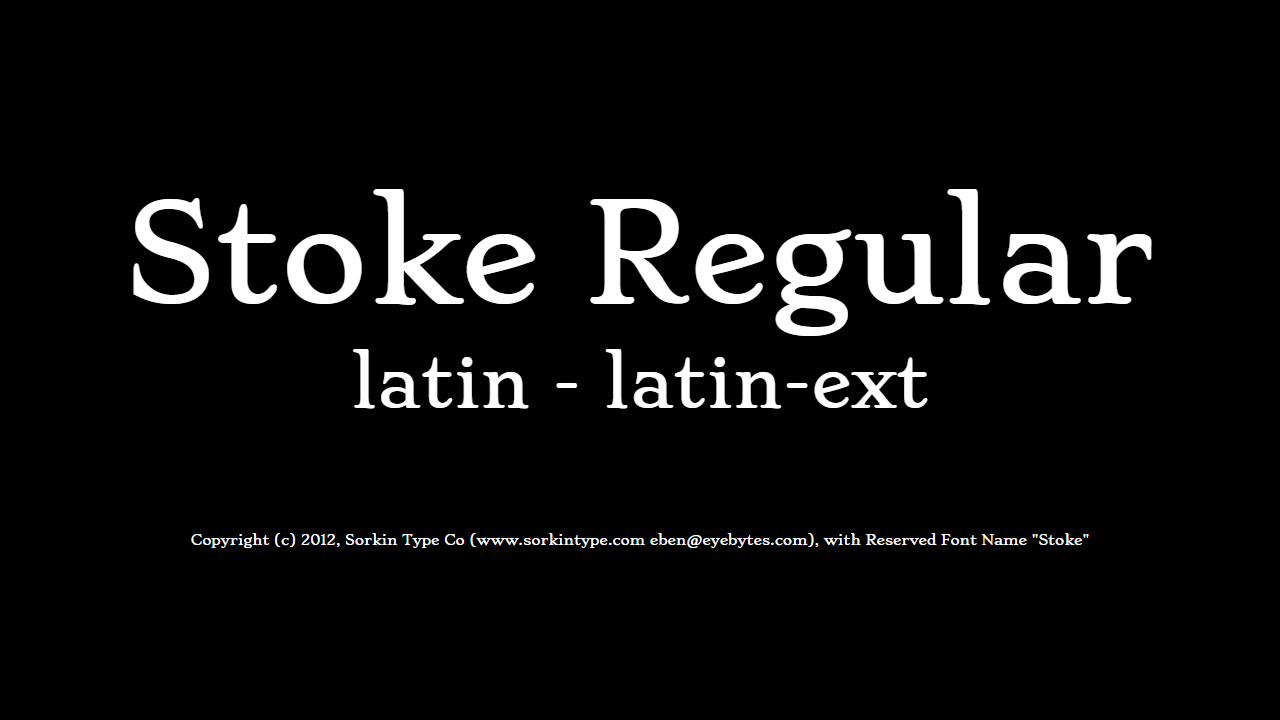 Stoke Regular
latin - latin-ext
Copyright (c) 2012, Sorkin Type Co (www.sorkintype.com eben@eyebytes.com), with Reserved Font Name "Stoke"